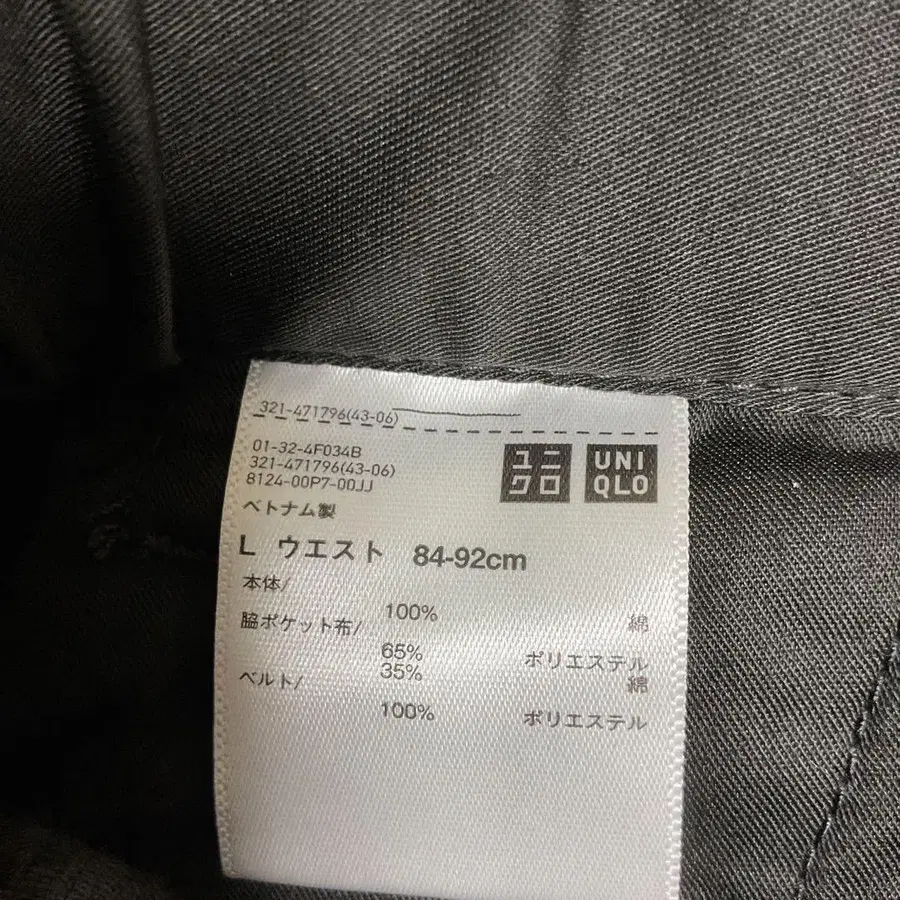 321-471796(43-06)
01-32-4F034B
321-471796(43-06)
8124-00P7-00JJ
ユニ
クロ
UNI
QLO
ベトナム製
L ウエスト 84-92cm
本体/
100% 綿
脇ポケット布/
65% ポリエステル
35% 綿
ベルト/
100% ポリエステル